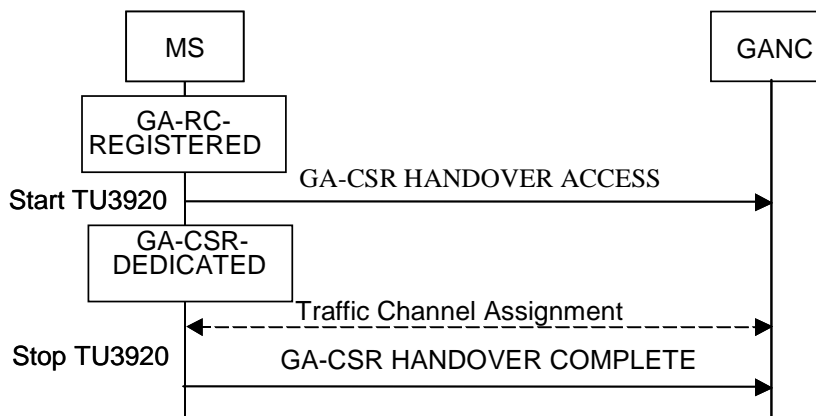 MS
GANC
GA-RC-
REGISTERED
GA-CSR HANDOVER ACCESS
Start TU3920
GA-CSR-
DEDICATED
Traffic Channel Assignment
Stop TU3920
GA-CSR HANDOVER COMPLETE